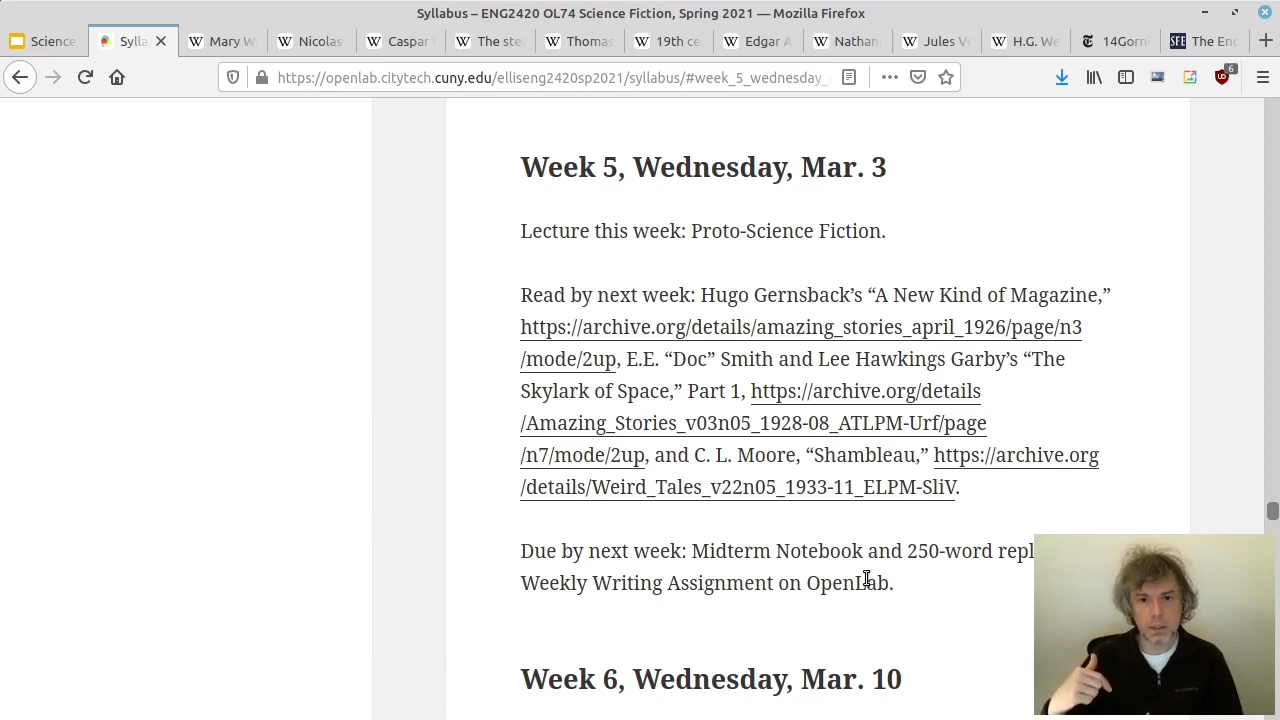 Syllabus – ENG2420 OL74 Science Fiction, Spring 2021 — Mozilla Firefox
Science
Sylla
Mary W
Nicolas
Caspar
The ste
Thomas
19th ce
Edgar A
Nathan
Jules Ve
H.G. We
14Gorni
SFE
The Enc
https://openlab.citytech.cuny.edu/elliseng2420sp2021/syllabus/#week_5_wednesday_
6
Week 5, Wednesday, Mar. 3
Lecture this week: Proto-Science Fiction.
Read by next week: Hugo Gernsback’s “A New Kind of Magazine,”
https://archive.org/details/amazing_stories_april_1926/page/n3
/mode/2up, E.E. “Doc” Smith and Lee Hawkings Garby’s “The
Skylark of Space,” Part 1, https://archive.org/details
/Amazing_Stories_v03n05_1928-08_ATLPM-Urf/page
/n7/mode/2up, and C. L. Moore, “Shambleau,” https://archive.org
/details/Weird_Tales_v22n05_1933-11_ELPM-SliV.
Due by next week: Midterm Notebook and 250-word repl
Weekly Writing Assignment on OpenLab.
Week 6, Wednesday, Mar. 10